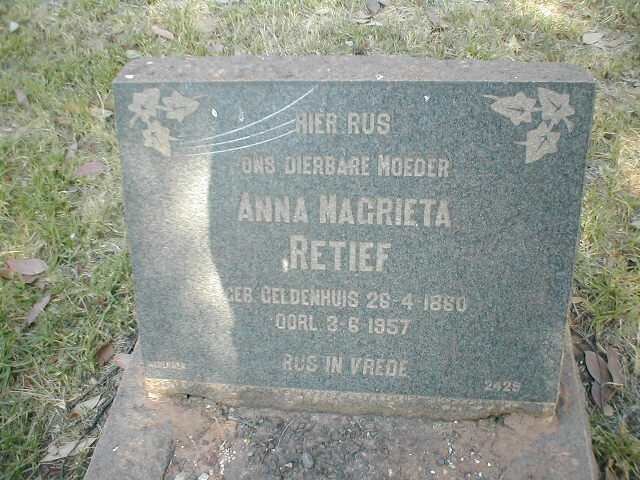 HIER RUS
ONS DIERBARE MOEDER
ANNA MAGRIETA
RETIEF
GEB GELDENHUIS 26-4-1880
OORL. 3-6-1957
RUS IN VREDE
2429